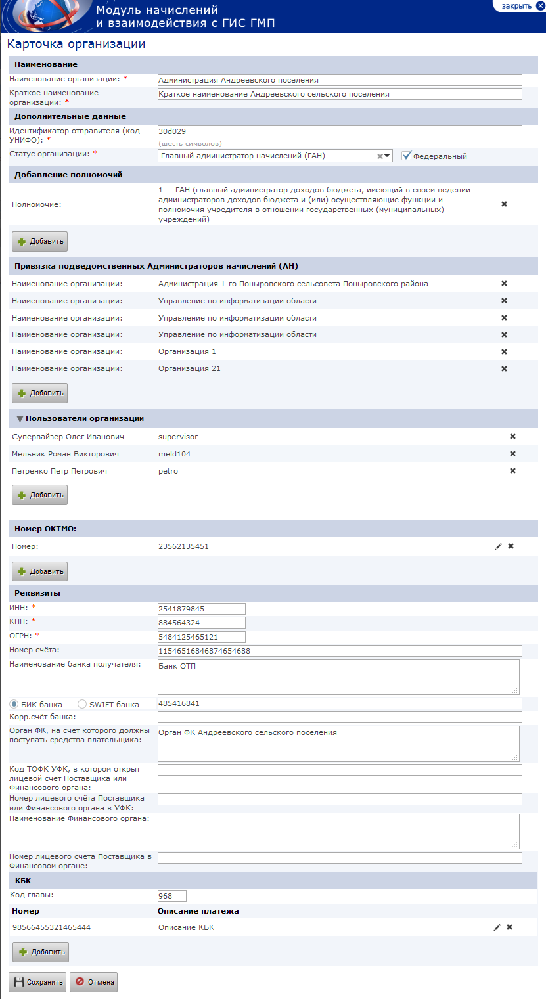 Модуль начислений
и взаимодействия с ГИС ГМП
закрыть
Карточка организации
Наименование
Наименование организации: * Администрация Андреевского поселения
Краткое наименование
организации: * Краткое наименование Андреевского сельского поселения
Дополнительные данные
Идентификатор отправителя (код
УНИФО): * 30d029
(шесть символов)
Статус организации: * Главный администратор начислений (ГАН) Федеральный
Добавление полномочий
Полномочие:
1 — ГАН (главный администратор доходов бюджета, имеющий в своем ведении
администраторов доходов бюджета и (или) осуществляющие функции и
полномочия учредителя в отношении государственных (муниципальных)
учреждений)
Добавить
Привязка подведомственных Администраторов начислений (АН)
Наименование организации: Администрация 1-го Поныровского сельсовета Поныровского района
Наименование организации: Управление по информатизации области
Наименование организации: Управление по информатизации области
Наименование организации: Управление по информатизации области
Наименование организации: Организация 1
Наименование организации: Организация 21
Добавить
Пользователи организации
Супервайзер Олег Иванович supervisor
Мельник Роман Викторович meld104
Петренко Петр Петрович petro
Добавить
Номер ОКТМО:
Номер: 23562135451
Добавить
Реквизиты
ИНН: * 2541879845
КПП: * 884564324
ОГРН: * 5484125465121
Номер счёта: 11546516846874654688
Наименование банка получателя: Банк ОТП
БИК банка SWIFT банка 485416841
Корр.счёт банка:
Орган ФК, на счёт которого должны
поступать средства плательщика:
Орган ФК Андреевского сельского поселения
Код ТОФК УФК, в котором открыт
лицевой счёт Поставщика или
Финансового органа:
Номер лицевого счёта Поставщика
или Финансового органа в УФК:
Наименование Финансового органа:
Номер лицевого счета Поставщика в
Финансовом органе:
КБК
Код главы: 968
Номер Описание платежа
98566455321465444 Описание КБК
Добавить
Сохранить Отмена